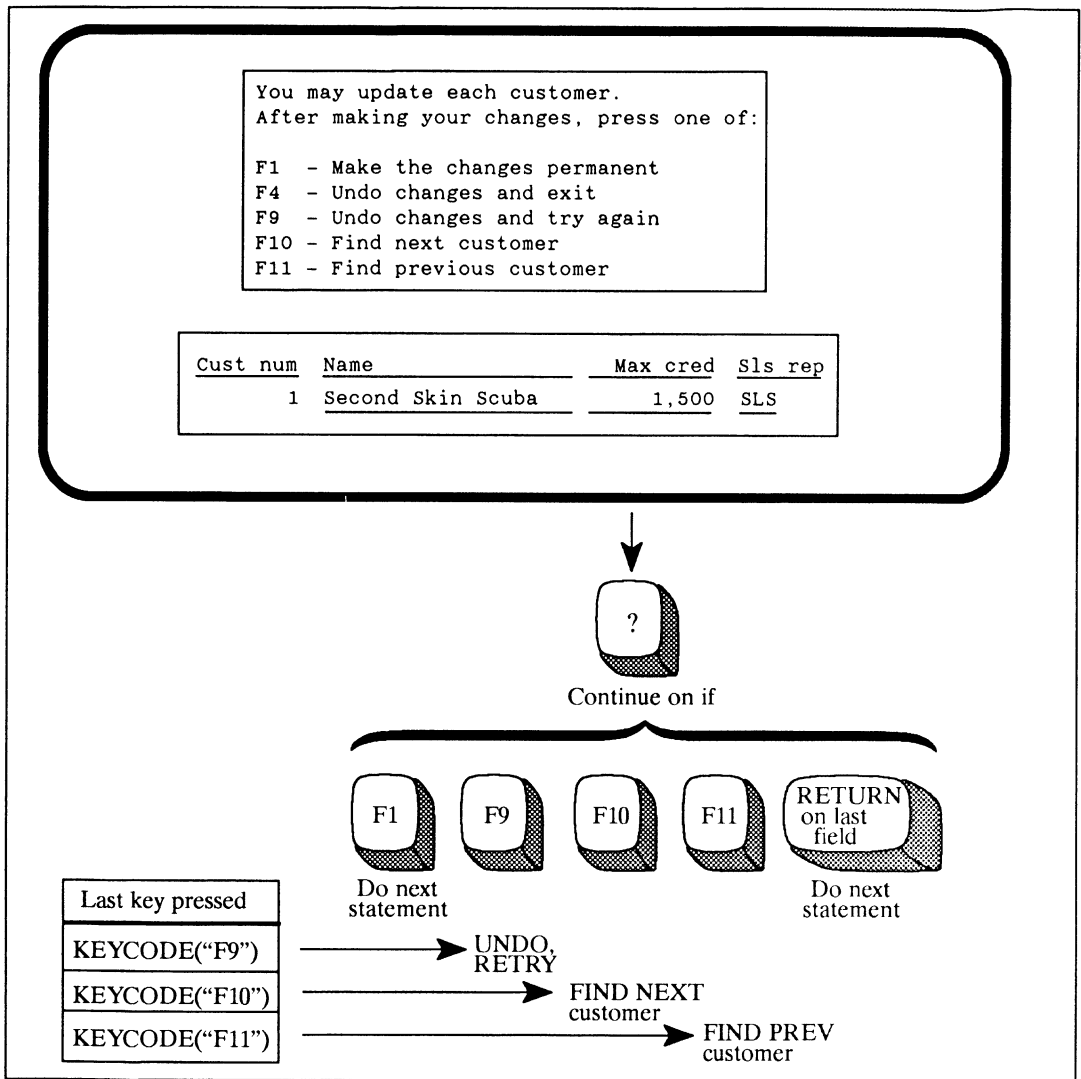 You may update each customer.
After making your changes, press one of:
F1 - Make the changes permanent
F4 - Undo changes and exit
F9 - Undo changes and try again
F10 - Find next customer
F11 - Find previous customer
Cust num Name Max cred Sls rep
1 Second Skin Scuba 1,500 SLS
?
Continue on if
F1 F9 F10 F11 RETURN
on last
field
Do next
statement
Do next
statement
Last key pressed
KEYCODE(“F9”) UNDO,
RETRY
KEYCODE(“F10”) FIND NEXT
customer
KEYCODE(“F11”) FIND PREV
customer